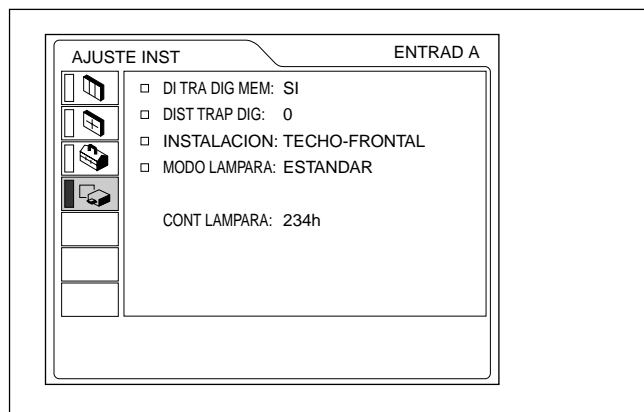 AJUSTE INST ENTRAD A
DI TRA DIG MEM: SI
DIST TRAP DIG: 0
INSTALACION: TECHO-FRONTAL
MODO LAMPARA: ESTANDAR
CONT LAMPARA: 234h